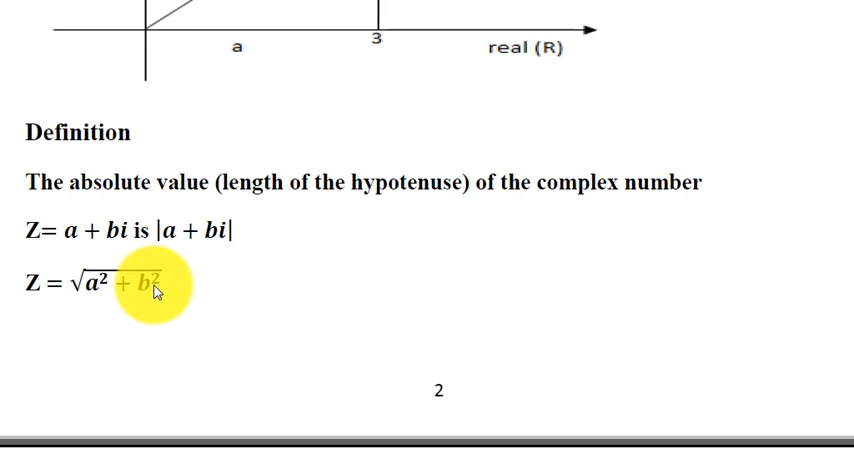 3
a
real (R)
Definition
The absolute value (length of the hypotenuse) of the complex number
Z= a + bi is |a + bi|
Z = √a² + b²
2